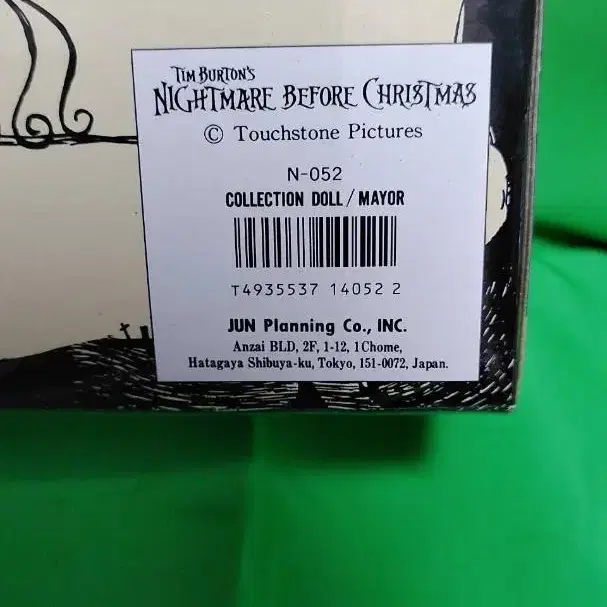 TIM BURTON'S
NIGHTMARE BEFORE CHRISTMAS
© Touchstone Pictures
N-052
COLLECTION DOLL/MAYOR
T4935537 14052 2
JUN Planning Co., INC.
Anzai BLD, 2F, 1-12, 1Chome,
Hatagaya Shibuya-ku, Tokyo, 151-0072, Japan.